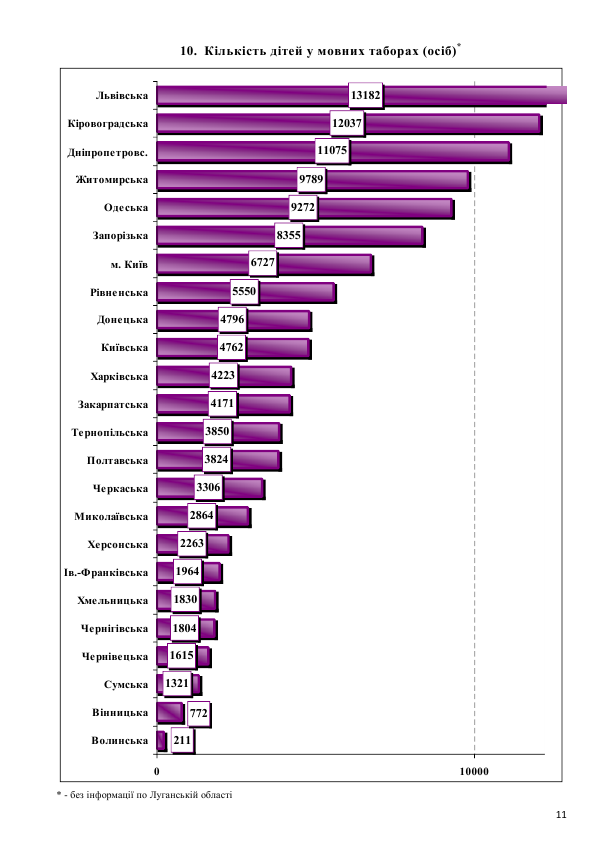 10. Кількість дітей у мовних таборах (осіб)*
Львівська 13182
Кіровоградська 12037
Дніпропетровс. 11075
Житомирська 9789
Одеська 9272
Запорізька 8355
м. Київ 6727
Рівненська 5550
Донецька 4796
Київська 4762
Харківська 4223
Закарпатська 4171
Тернопільська 3850
Полтавська 3824
Черкаська 3306
Миколаївська 2864
Херсонська 2263
Ів.-Франківська 1964
Хмельницька 1830
Чернігівська 1804
Чернівецька 1615
Сумська 1321
Вінницька 772
Волинська 211
0 10000
* - без інформації по Луганській області
11